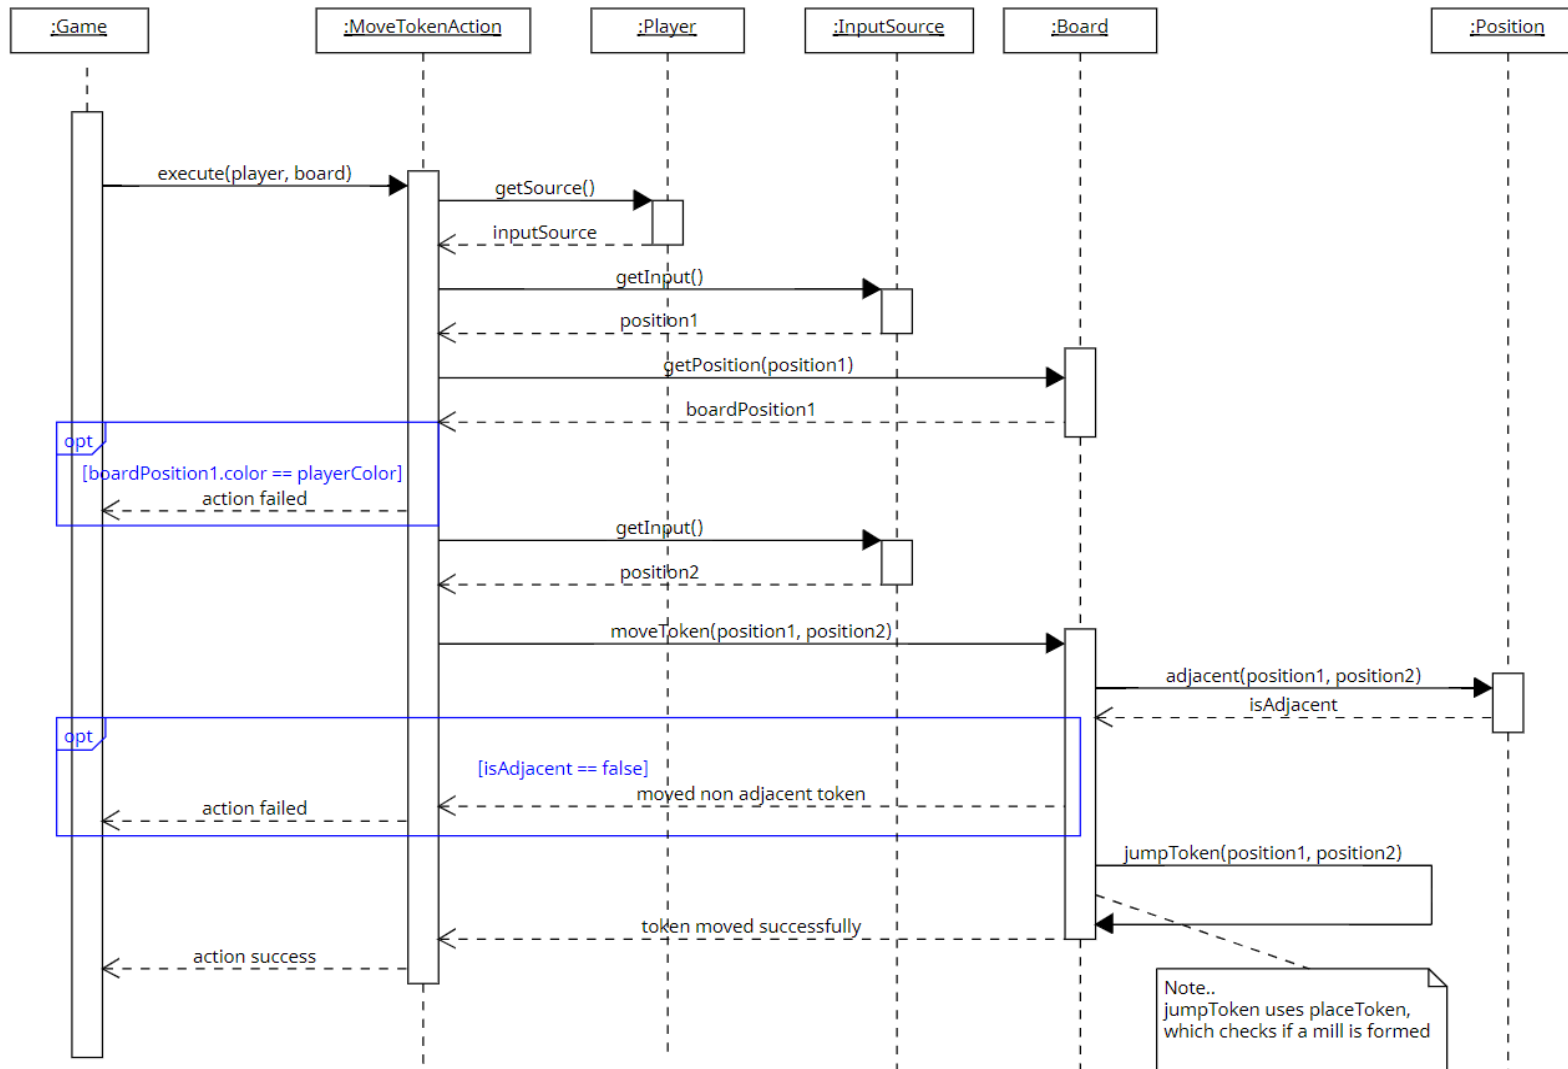 :Game
:MoveTokenAction
:Player
:InputSource
:Board
:Position
execute(player, board)
getSource()
inputSource
getInput()
position1
getPosition(position1)
boardPosition1
opt
[boardPosition1.color == playerColor]
action failed
getInput()
position2
moveToken(position1, position2)
adjacent(position1, position2)
isAdjacent
opt
[isAdjacent == false]
moved non adjacent token
action failed
jumpToken(position1, position2)
token moved successfully
action success
Note..
jumpToken uses placeToken,
which checks if a mill is formed